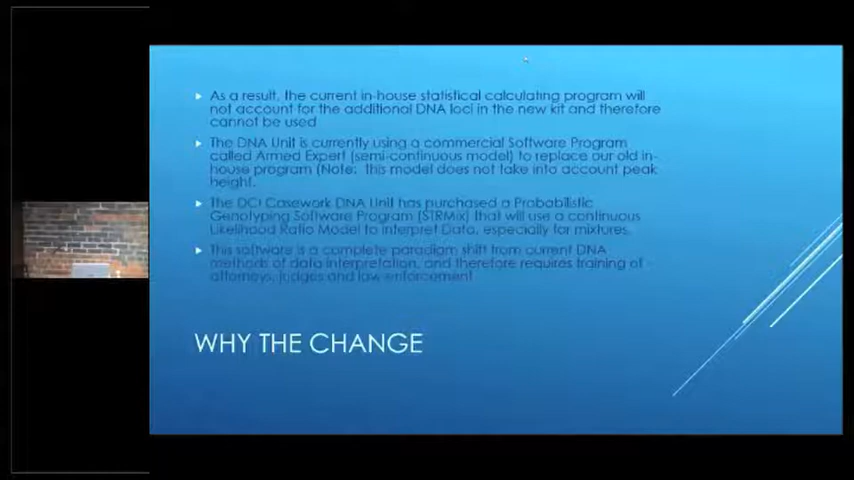 As a result, the current in-house statistical calculating program will
not account for the additional DNA loci in the new kit and therefore
cannot be used
The DNA Unit is currently using a commercial Software Program
called Armed Expert (semi-continuous model) to replace our old in-
house program (Note: This model does not take into account peak
height.
The DCI Casework DNA Unit has purchased a Probabilistic
Genotyping Software Program (STRMix) that will use a continuous
Likelihood Ratio Model to interpret Data, especially for mixtures.
This software is a complete paradigm shift from current DNA
methods of data interpretation, and therefore requires training of
attorneys, judges and law enforcement
WHY THE CHANGE